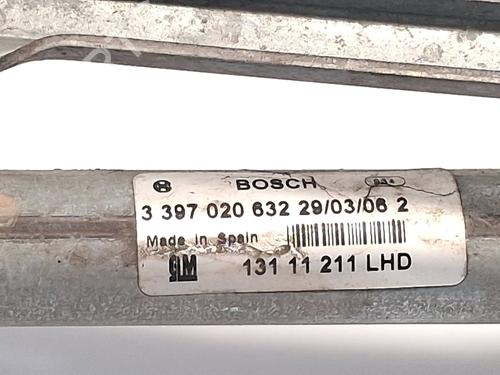 BOSCH
3 397 020 632 29/03/06 2
Made in Spain
GM 131 11 211 LHD